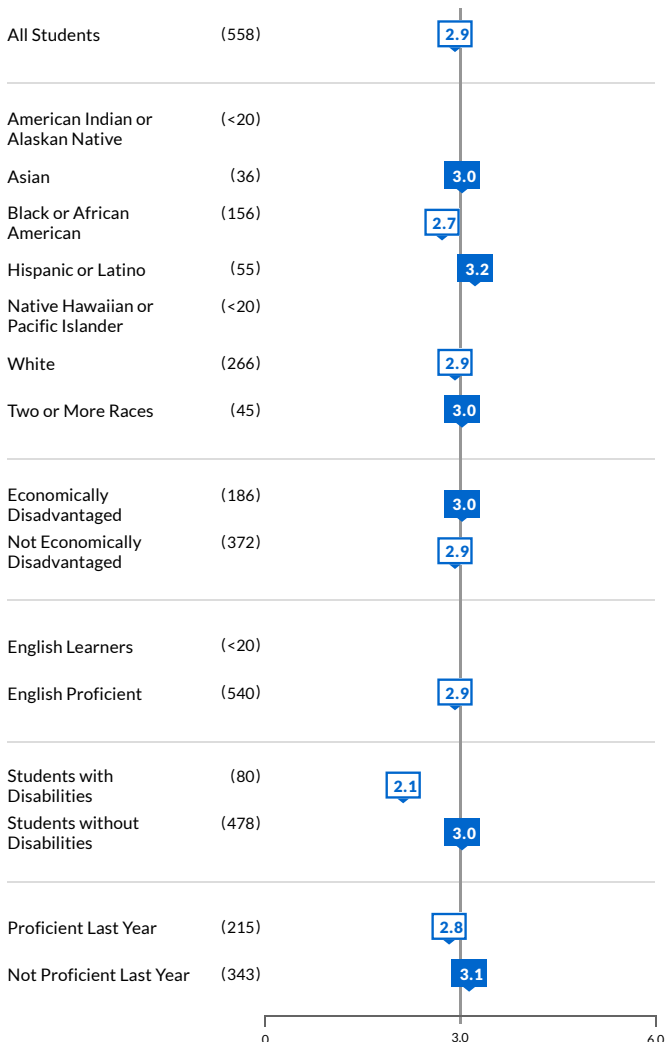 All Students (558) 2.9
American Indian or (<20)
Alaskan Native
Asian (36) 3.0
Black or African (156) 2.7
American
Hispanic or Latino (55) 3.2
Native Hawaiian or (<20)
Pacific Islander
White (266) 2.9
Two or More Races (45) 3.0
Economically (186) 3.0
Disadvantaged
Not Economically (372) 2.9
Disadvantaged
English Learners (<20)
English Proficient (540) 2.9
Students with (80) 2.1
Disabilities
Students without (478) 3.0
Disabilities
Proficient Last Year (215) 2.8
Not Proficient Last Year (343) 3.1
0 3.0 6.0